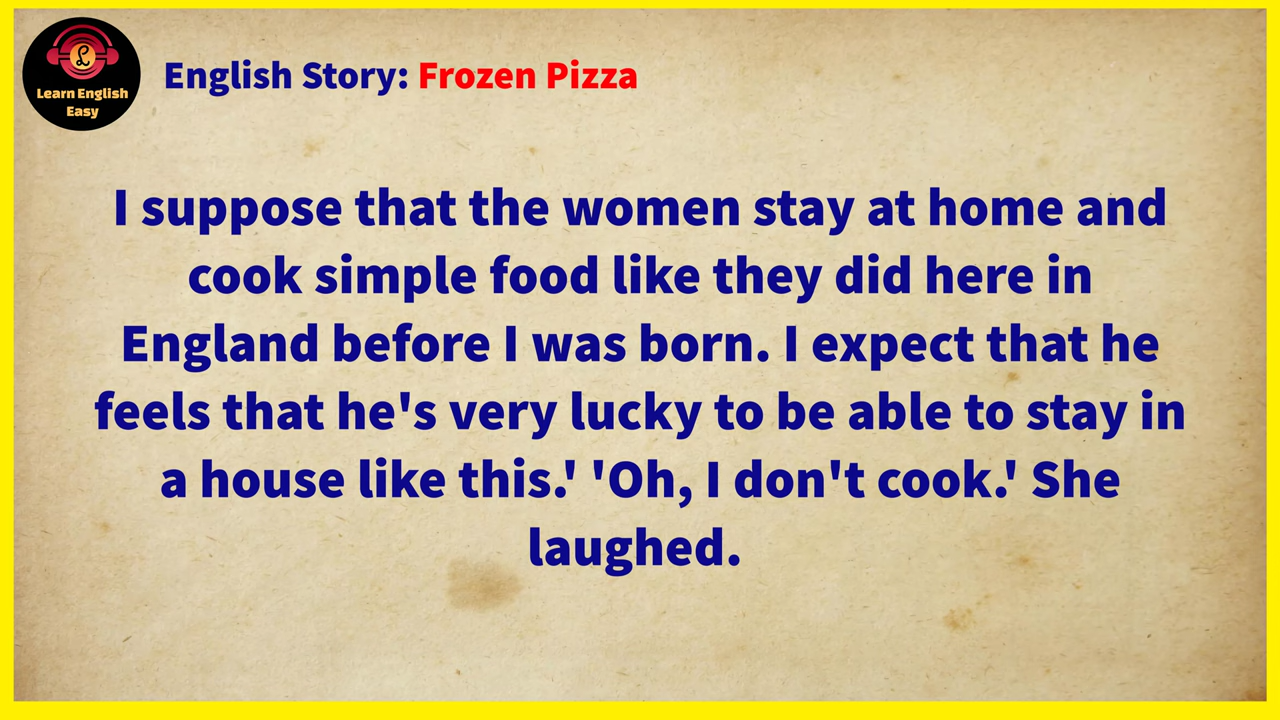 Learn English
Easy
English Story: Frozen Pizza
I suppose that the women stay at home and
cook simple food like they did here in
England before I was born. I expect that he
feels that he's very lucky to be able to stay in
a house like this.' 'Oh, I don't cook.' She
laughed.